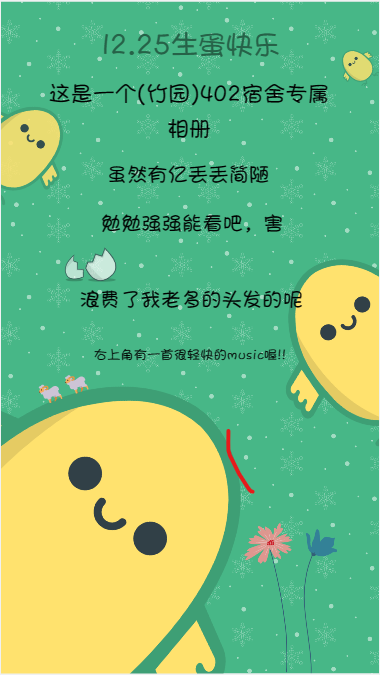 12.25生蛋快乐
这是一个(竹园)402宿舍专属
相册
虽然有亿丢丢简陋
勉勉强强能看吧，害
浪费了我老多的头发的呢
右上角有一首很轻快的music喔!!